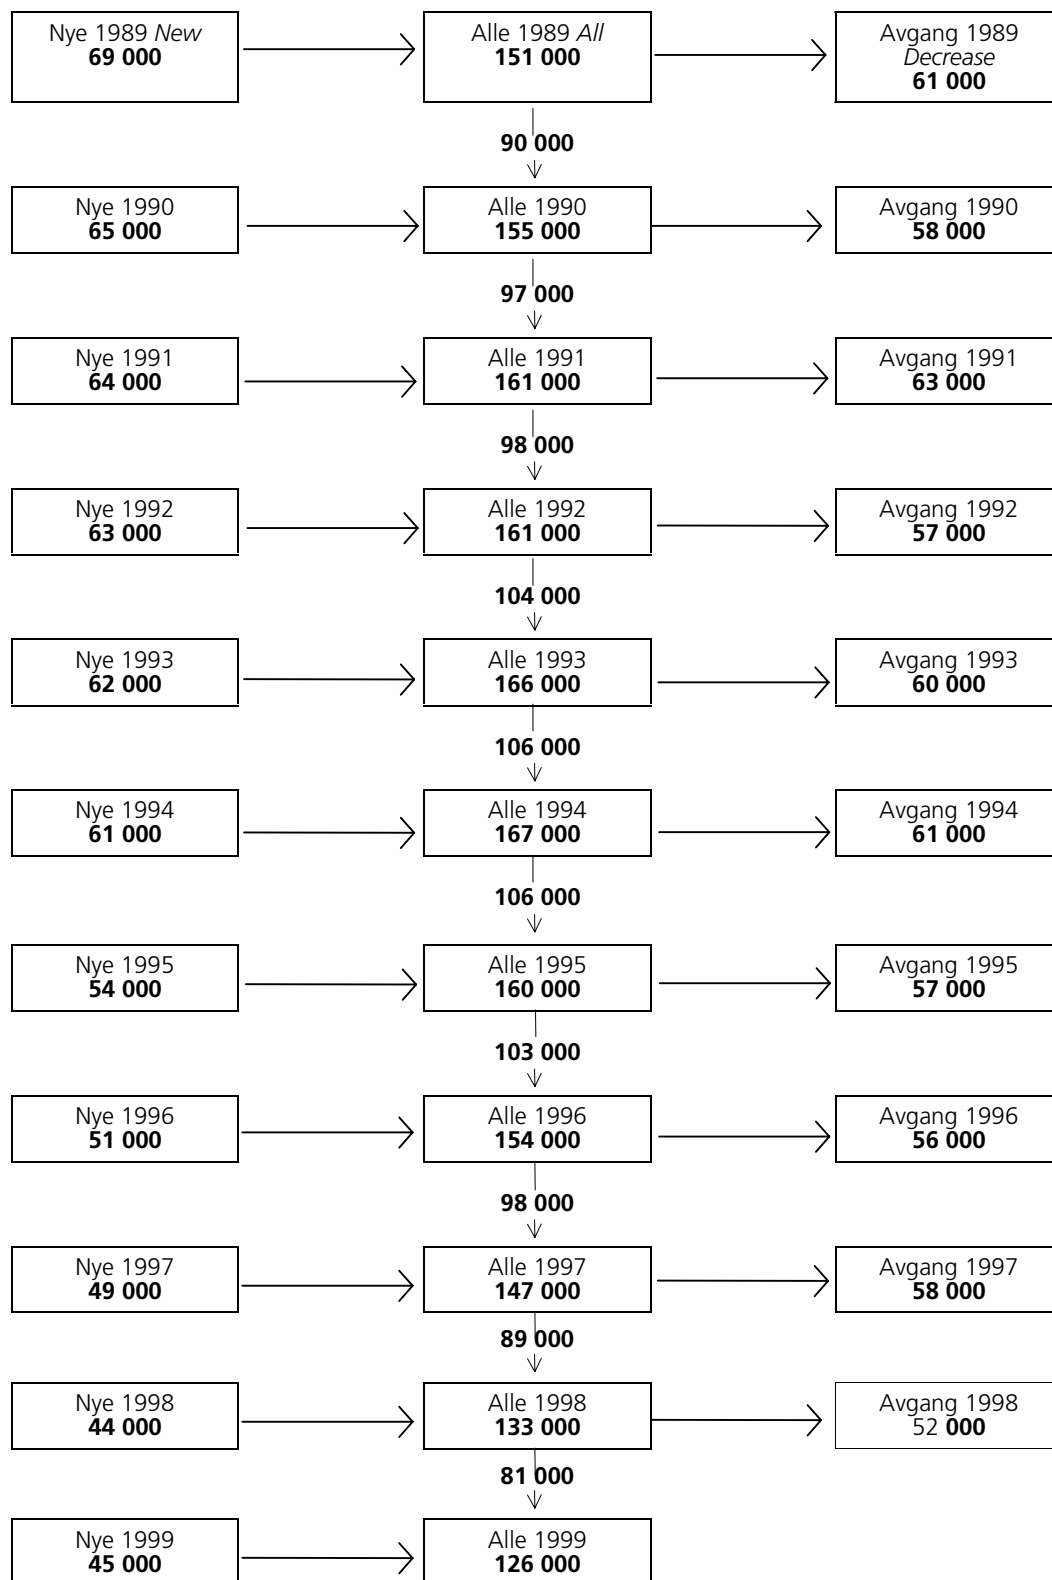 Nye 1989 New
69 000
Alle 1989 All
151 000
Avgang 1989
Decrease
61 000
90 000
Nye 1990
65 000
Alle 1990
155 000
Avgang 1990
58 000
97 000
Nye 1991
64 000
Alle 1991
161 000
Avgang 1991
63 000
98 000
Nye 1992
63 000
Alle 1992
161 000
Avgang 1992
57 000
104 000
Nye 1993
62 000
Alle 1993
166 000
Avgang 1993
60 000
106 000
Nye 1994
61 000
Alle 1994
167 000
Avgang 1994
61 000
106 000
Nye 1995
54 000
Alle 1995
160 000
Avgang 1995
57 000
103 000
Nye 1996
51 000
Alle 1996
154 000
Avgang 1996
56 000
98 000
Nye 1997
49 000
Alle 1997
147 000
Avgang 1997
58 000
89 000
Nye 1998
44 000
Alle 1998
133 000
Avgang 1998
52 000
81 000
Nye 1999
45 000
Alle 1999
126 000